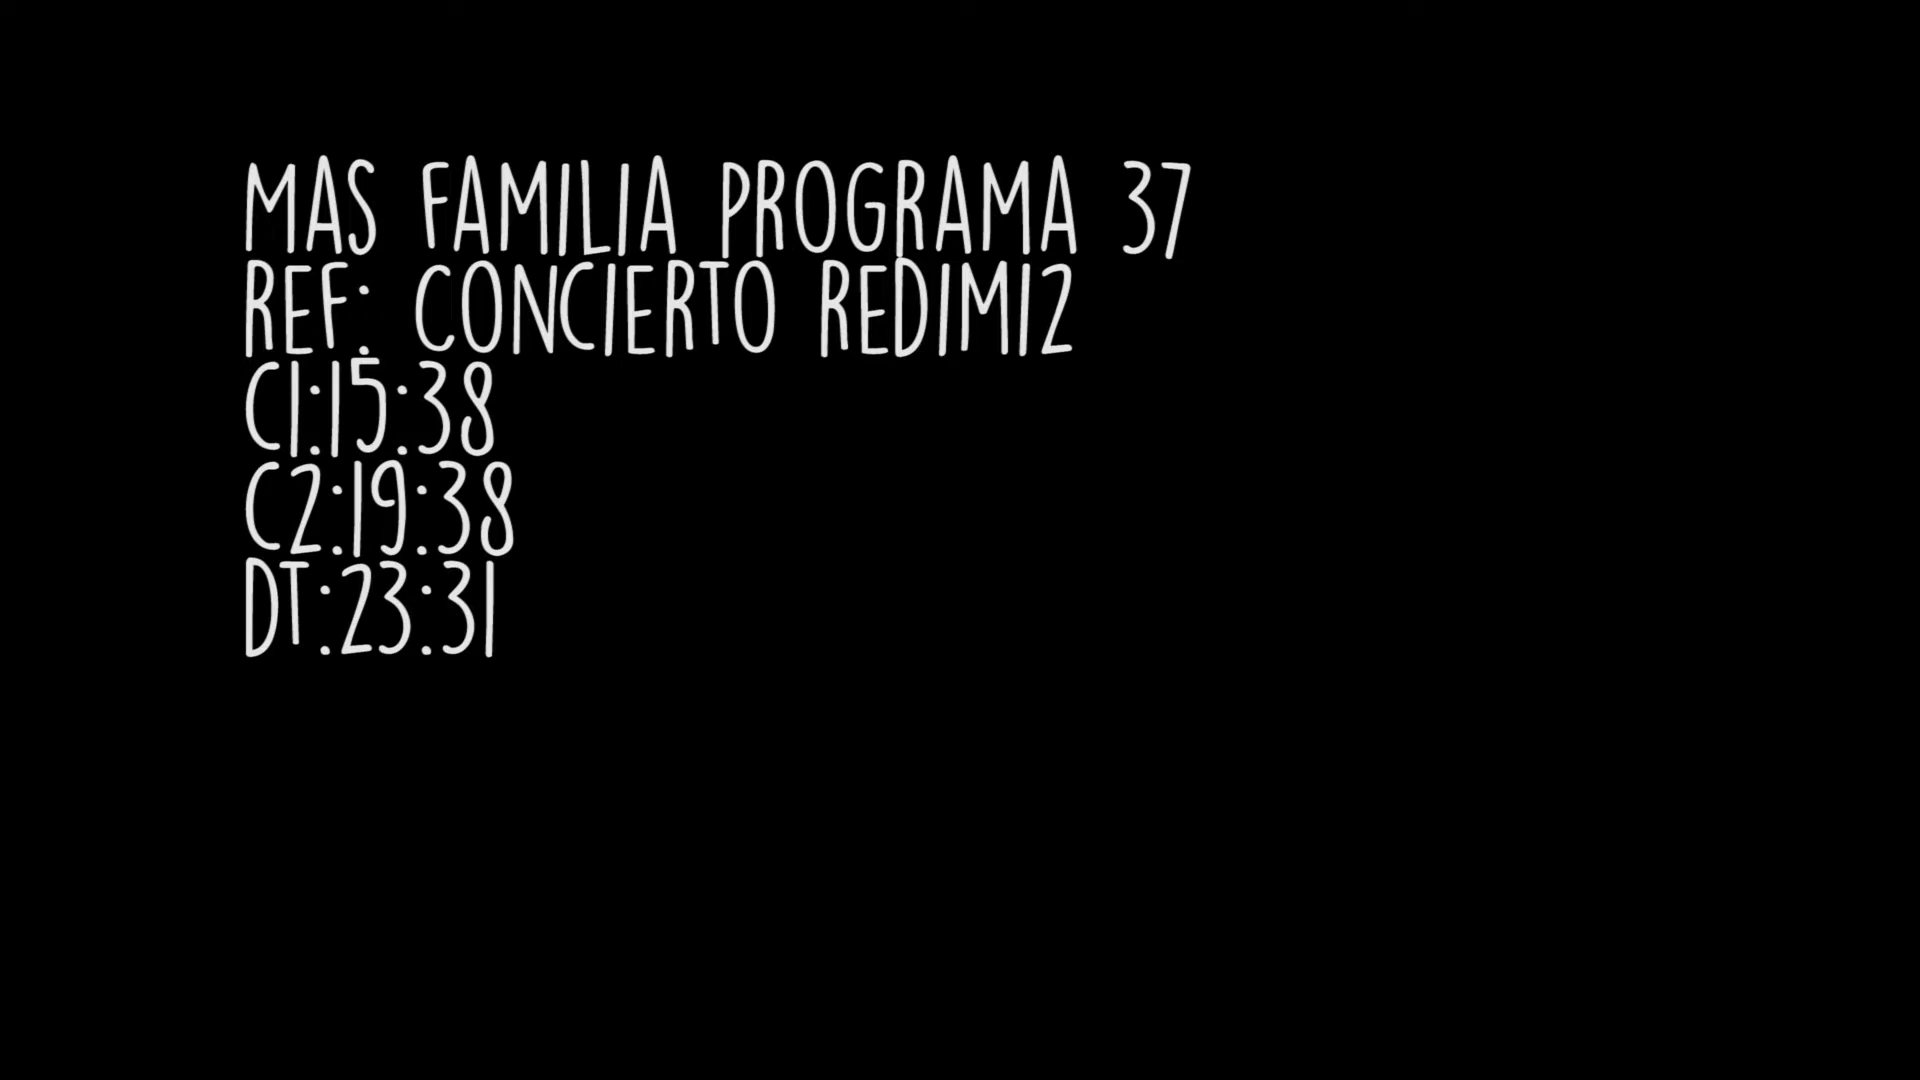 MAS FAMILIA PROGRAMA 37
REF: CONCIERTO REDIMI2
C1:15:38
C2:19:38
DT:23:31